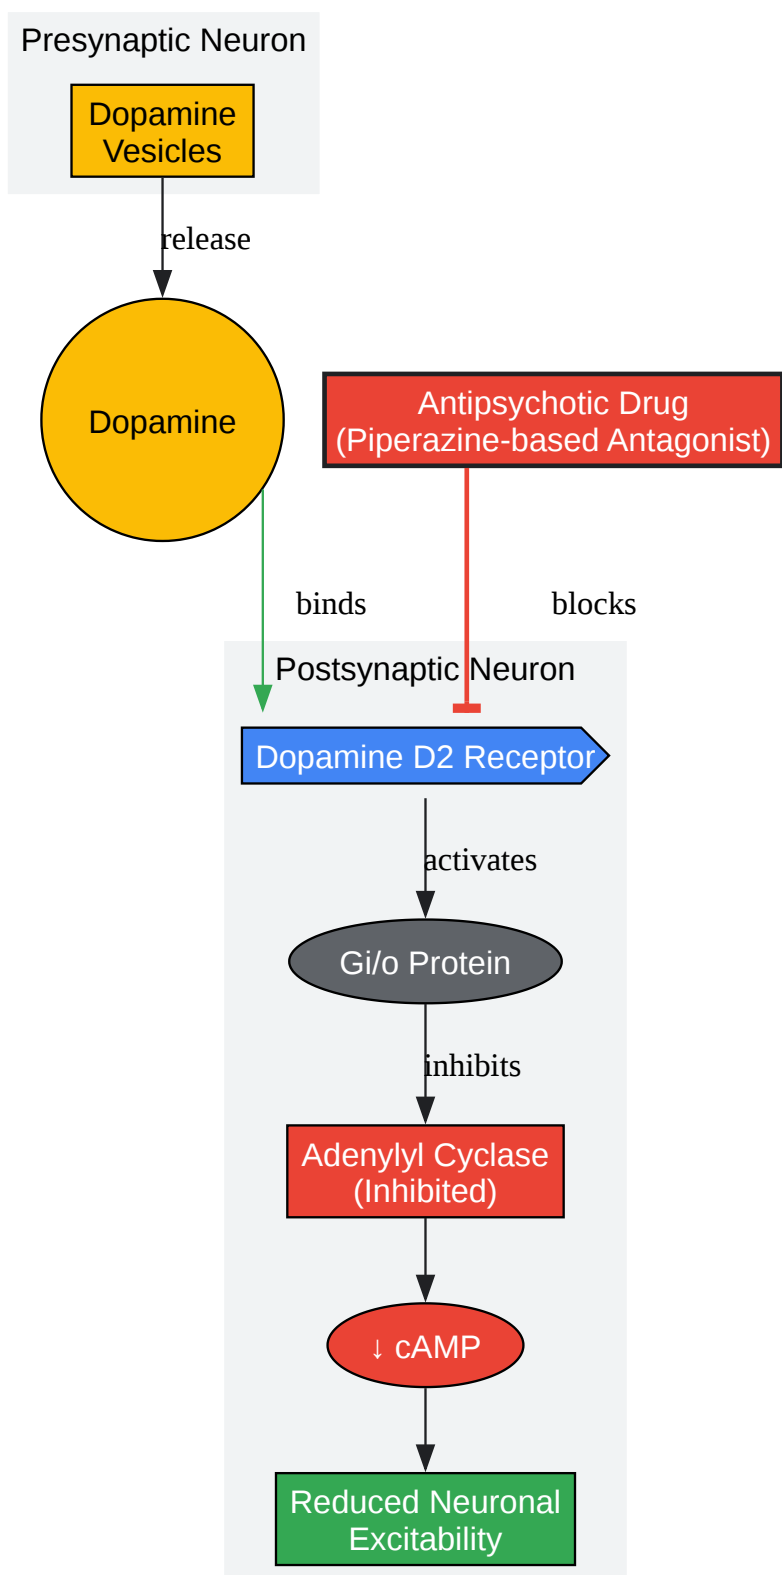 Presynaptic Neuron
Dopamine
Vesicles
release
Dopamine
Antipsychotic Drug
(Piperazine-based Antagonist)
binds
blocks
Postsynaptic Neuron
Dopamine D2 Receptor
activates
Gi/o Protein
inhibits
Adenylyl Cyclase
(Inhibited)
↓ cAMP
Reduced Neuronal
Excitability